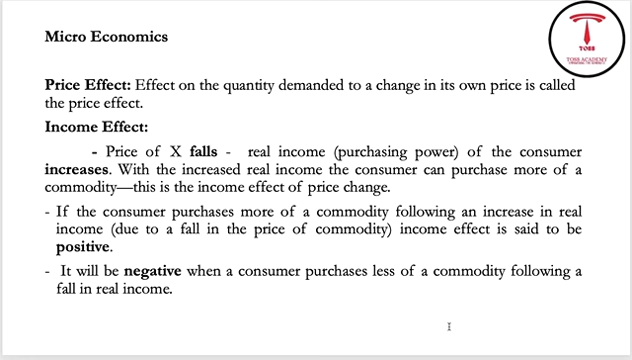 Micro Economics
TOSS
TOSS ACADEMY
Price Effect: Effect on the quantity demanded to a change in its own price is called
the price effect.
Income Effect:
- Price of X falls - real income (purchasing power) of the consumer
increases. With the increased real income the consumer can purchase more of a
commodity—this is the income effect of price change.
- If the consumer purchases more of a commodity following an increase in real
income (due to a fall in the price of commodity) income effect is said to be
positive.
- It will be negative when a consumer purchases less of a commodity following a
fall in real income.